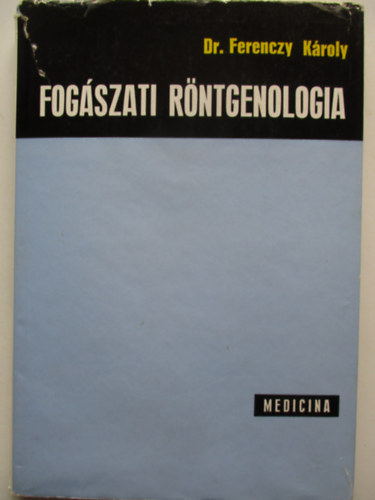 Dr. Ferenczy Károly
FOGÁSZATI RÖNTGENOLOGIA
MEDICINA